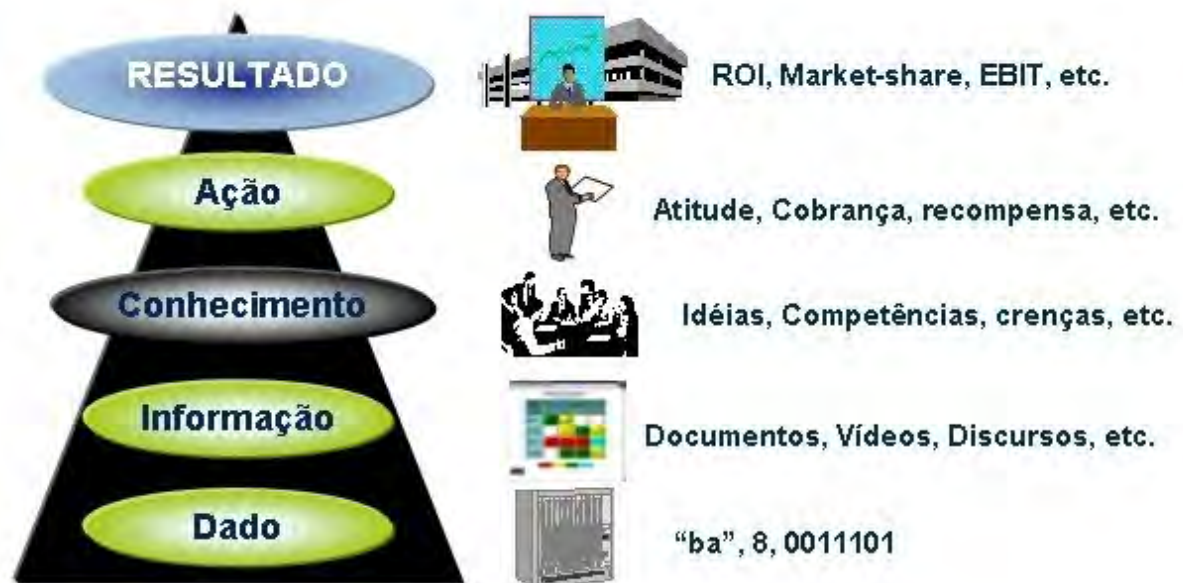 RESULTADO
ROI, Market-share, EBIT, etc.
Ação
Atitude, Cobrança, recompensa, etc.
Conhecimento
Idéias, Competências, crenças, etc.
Informação
Documentos, Vídeos, Discursos, etc.
Dado
“ba”, 8, 0011101